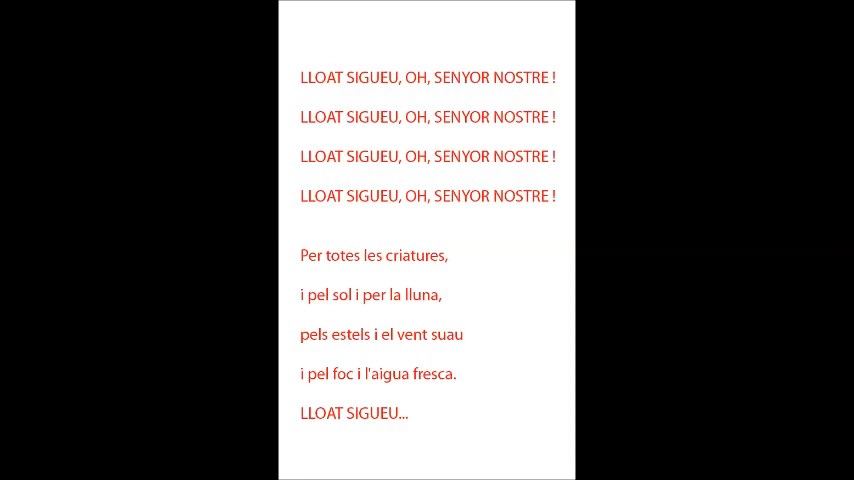 LLOAT SIGUEU, OH, SENYOR NOSTRE !
LLOAT SIGUEU, OH, SENYOR NOSTRE !
LLOAT SIGUEU, OH, SENYOR NOSTRE !
LLOAT SIGUEU, OH, SENYOR NOSTRE !
Per totes les criatures,
i pel sol i per la lluna,
pels estels i el vent suau
i pel foc i l'aigua fresca.
LLOAT SIGUEU...